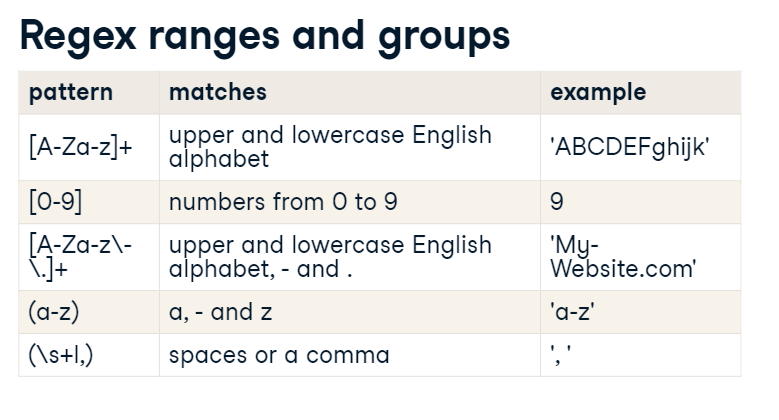 Regex ranges and groups
pattern matches example
[A-Za-z]+ upper and lowercase English alphabet 'ABCDEFghijk'
[0-9] numbers from 0 to 9 9
[A-Za-z\-\.]+ upper and lowercase English alphabet, - and . 'My-Website.com'
(a-z) a, - and z 'a-z'
(\s+l,) spaces or a comma ', '